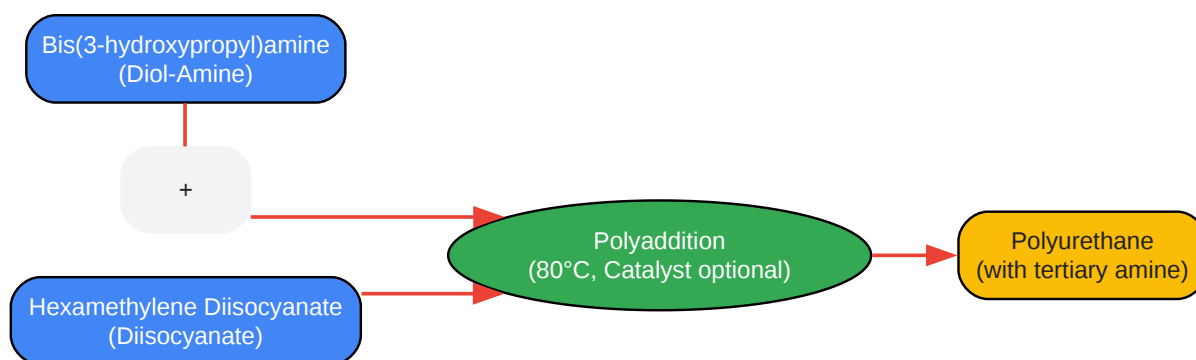 Bis(3-hydroxypropyl)amine
(Diol-Amine)
+
Polyaddition
(80°C, Catalyst optional)
Polyurethane
(with tertiary amine)
Hexamethylene Diisocyanate
(Diisocyanate)